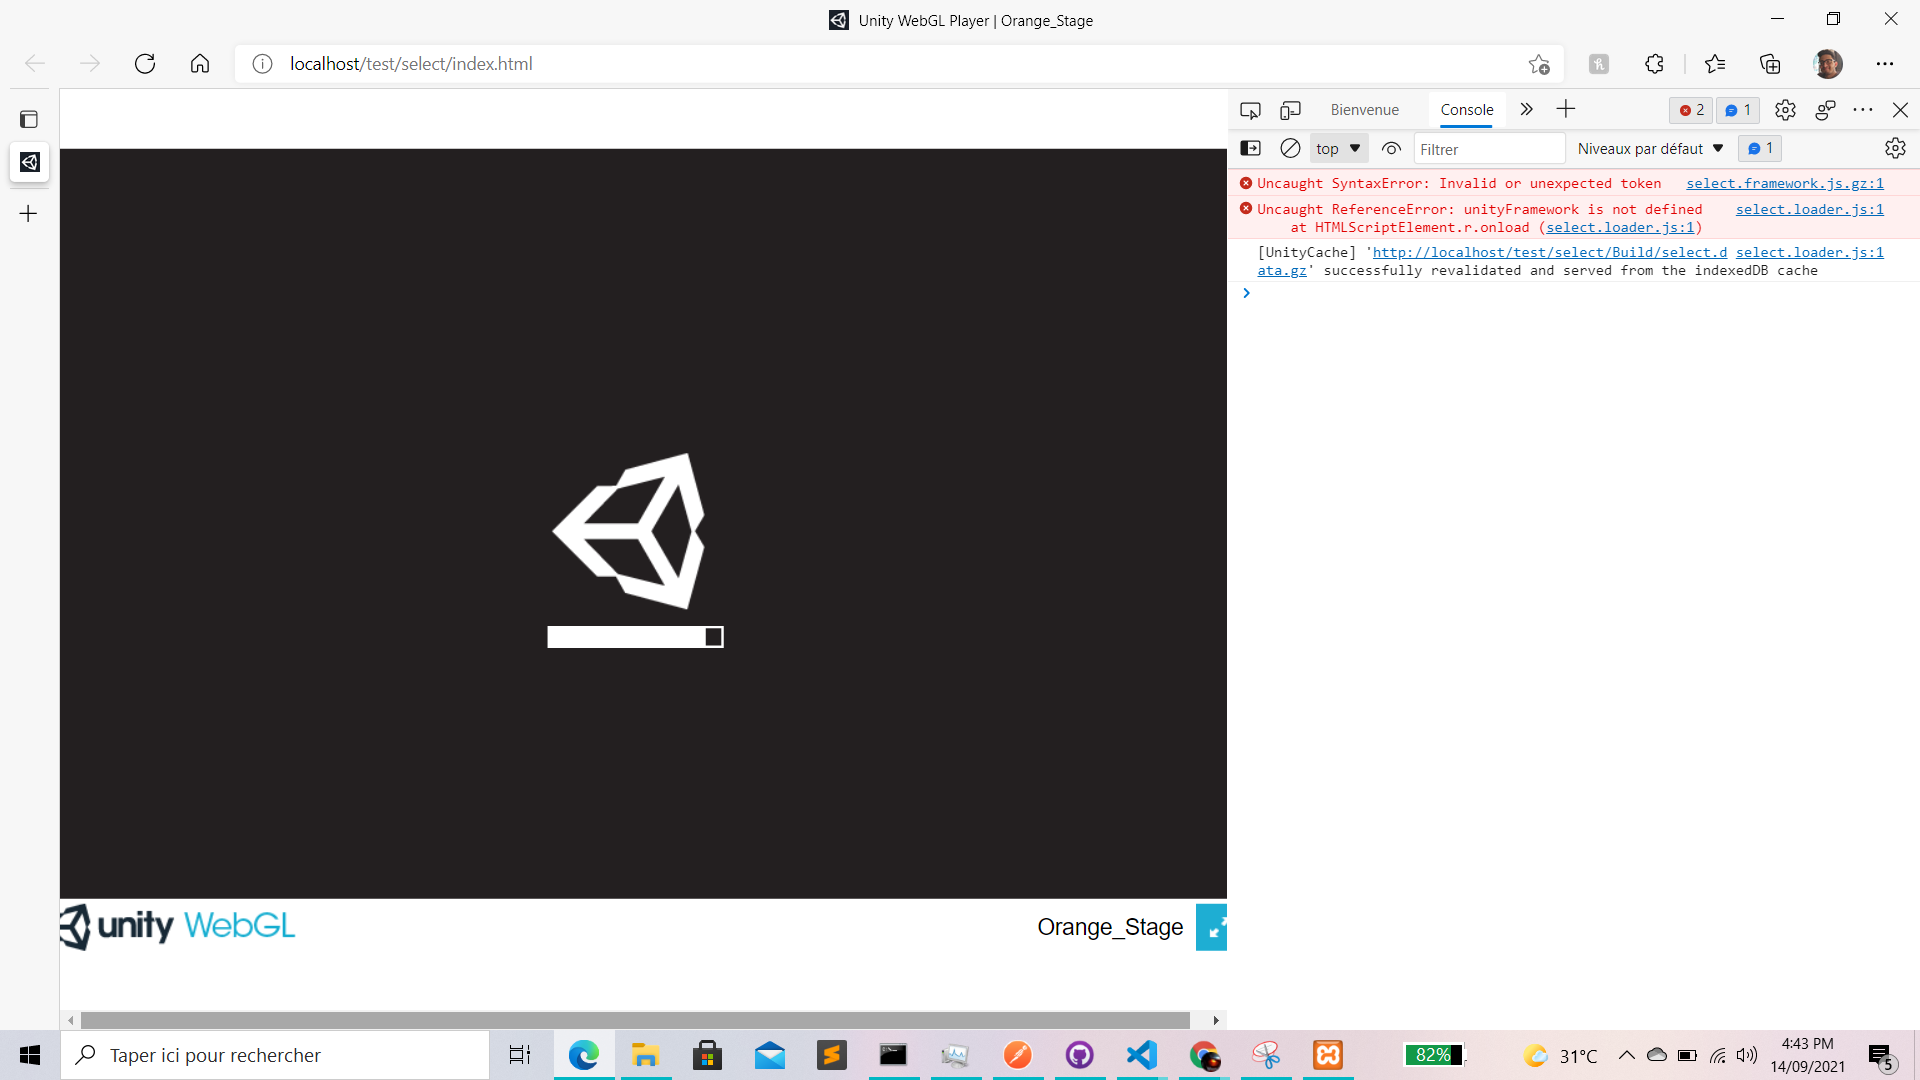 Unity WebGL Player | Orange_Stage
localhost/test/select/index.html
Bienvenue
Console
2
1
top
Filtrer
Niveaux par défaut
1
Uncaught SyntaxError: Invalid or unexpected token select.framework.js.gz:1
Uncaught ReferenceError: unityFramework is not defined select.loader.js:1
at HTMLScriptElement.r.onload (select.loader.js:1)
[UnityCache] 'http://localhost/test/select/Build/select.d select.loader.js:1
ata.gz' successfully revalidated and served from the indexedDB cache
unity WebGL
Orange_Stage
Taper ici pour rechercher
82%
31°C
4:43 PM
14/09/2021
5